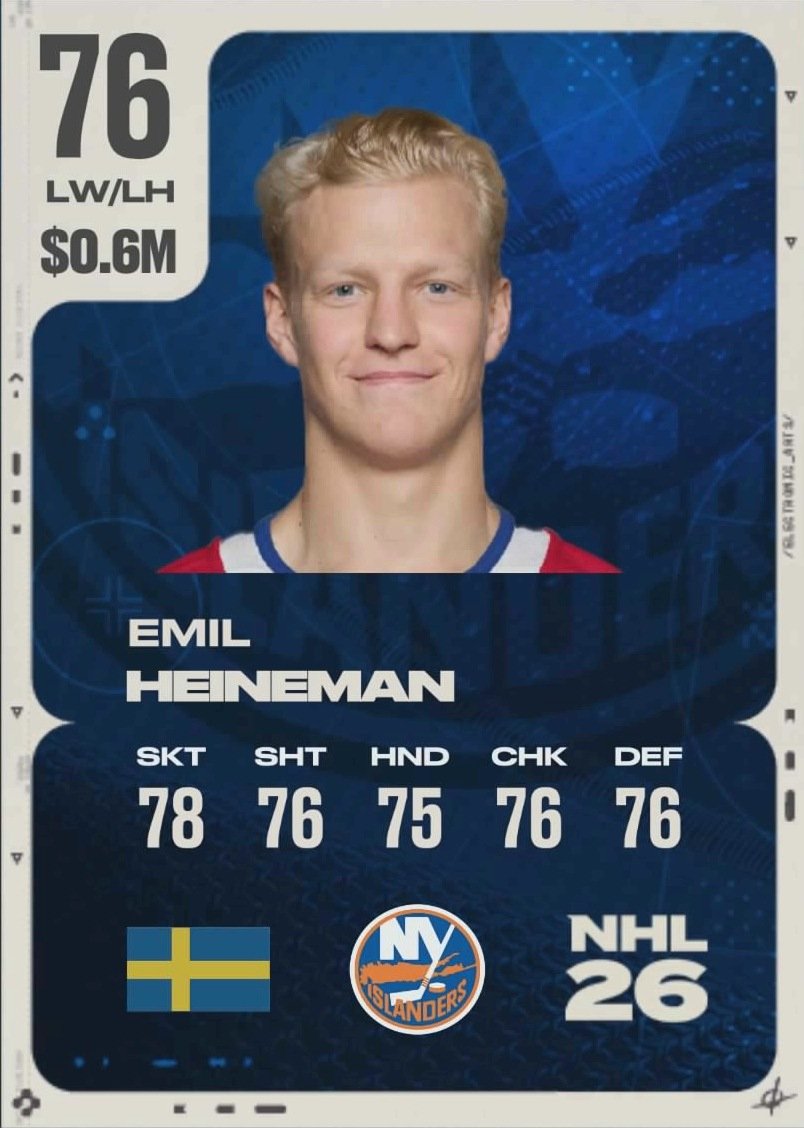 76
LW/LH
$0.6M
/ELECTRONIC_ARTS/
EMIL
HEINEMAN
SKT SHT HND CHK DEF
78 76 75 76 76
NY
ISLANDERS
NHL
26